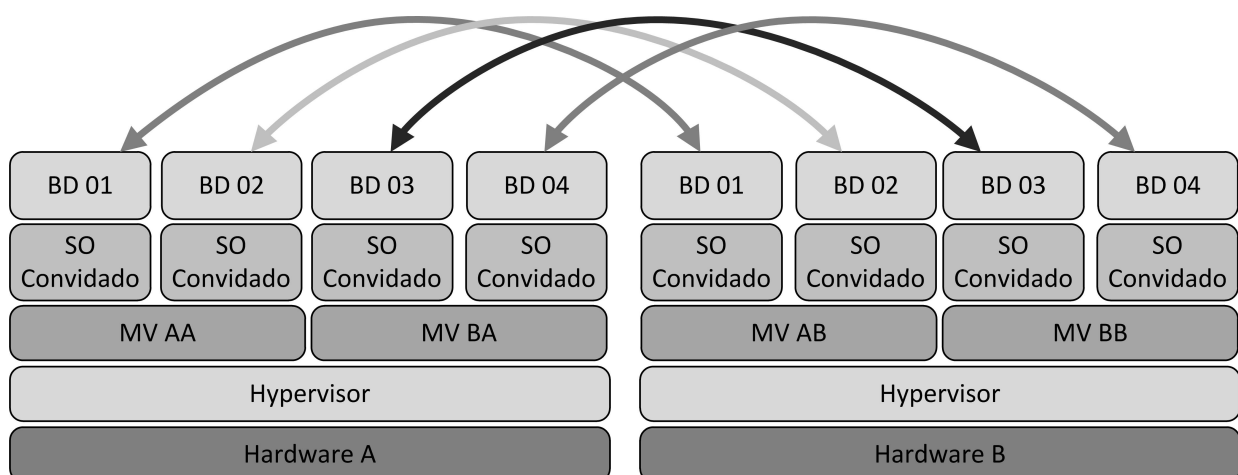 BD 01 BD 02 BD 03 BD 04 BD 01 BD 02 BD 03 BD 04
SO SO SO SO SO SO SO SO
Convidado Convidado Convidado Convidado Convidado Convidado Convidado Convidado
MV AA MV BA MV AB MV BB
Hypervisor Hypervisor
Hardware A Hardware B